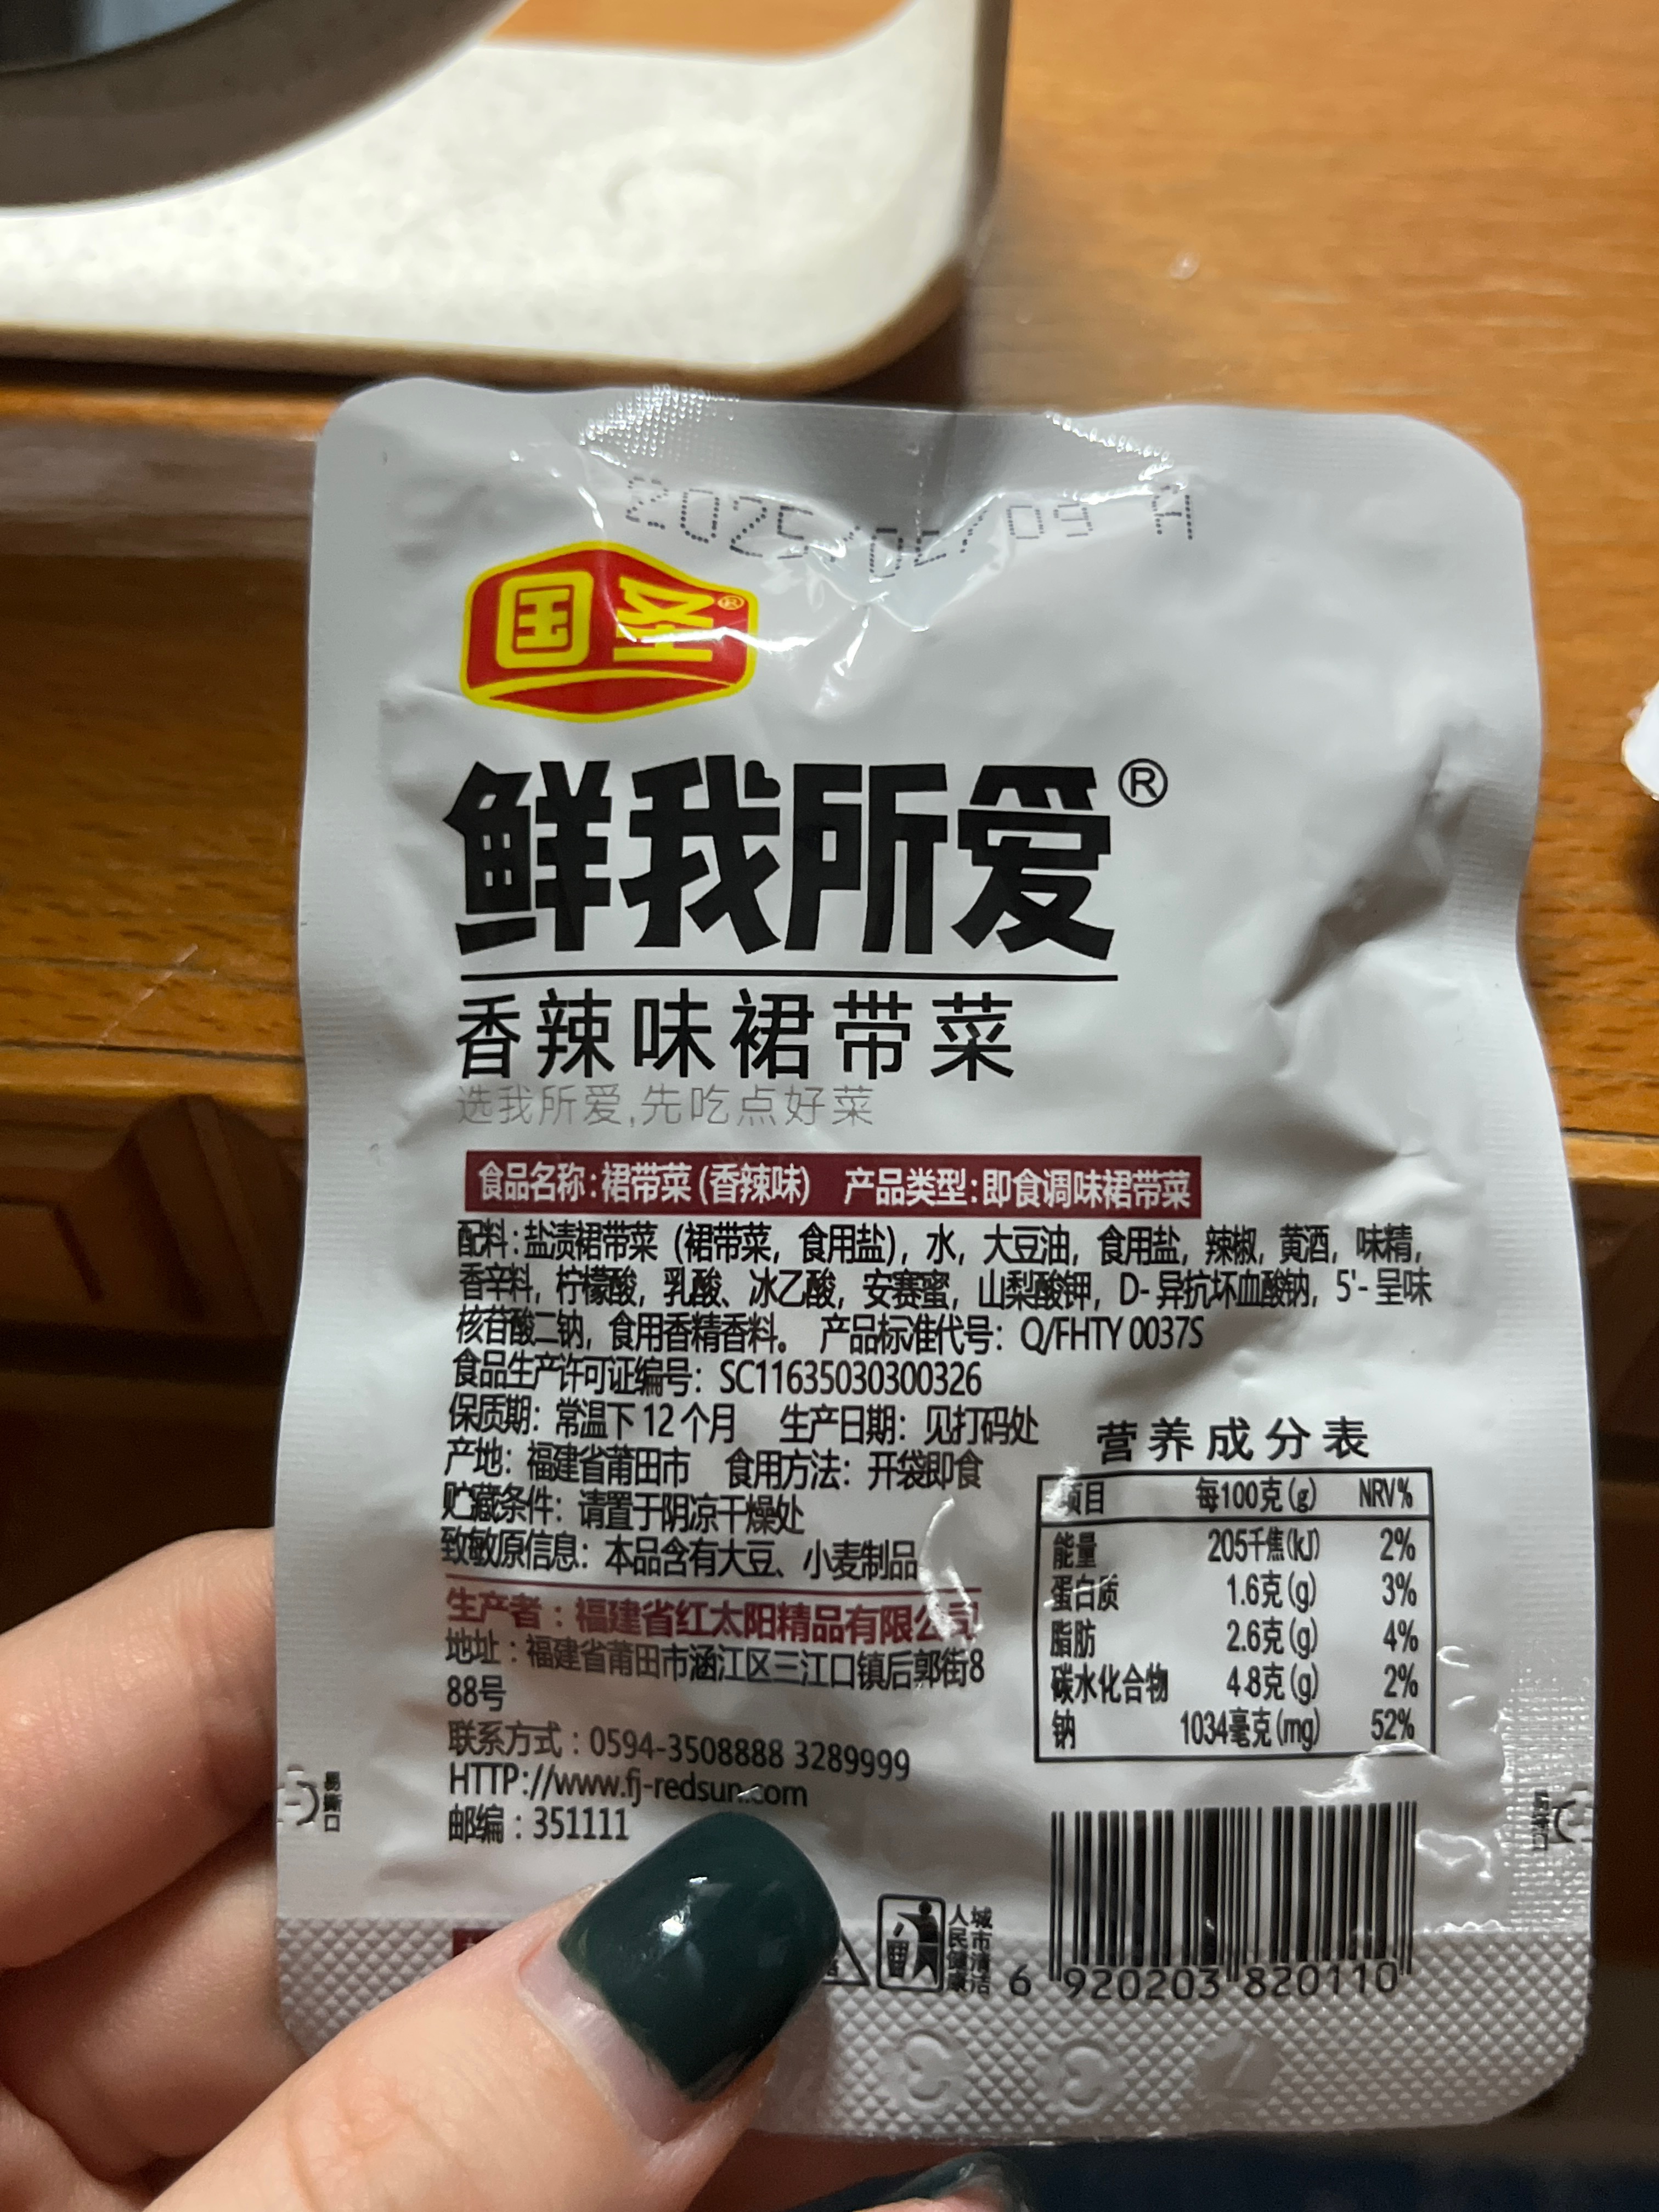 国圣®
鲜我所爱®
香辣味裙带菜
选我所爱,先吃点好菜
食品名称:裙带菜(香辣味) 产品类型:即食调味裙带菜
配料:盐渍裙带菜(裙带菜,食用盐),水,大豆油,食用盐,辣椒,黄酒,味精,
香辛料,柠檬酸,乳酸、冰乙酸,安赛蜜,山梨酸钾,D-异抗坏血酸钠,5'-呈味
核苷酸二钠,食用香精香料。 产品标准代号:Q/FHTY 0037S
食品生产许可证编号:SC11635030300326
保质期:常温下12个月 生产日期:见打码处
产地:福建省莆田市 食用方法:开袋即食
贮藏条件:请置于阴凉干燥处
致敏原信息:本品含有大豆、小麦制品
生产者:福建省红太阳精品有限公司
地址:福建省莆田市涵江区三江口镇后郭街8
88号
联系方式:0594-3508888 3289999
HTTP://www.fj-redsun.com
邮编:351111
营养成分表
项目 每100克(g) NRV%
能量 205千焦(kJ) 2%
蛋白质 1.6克(g) 3%
脂肪 2.6克(g) 4%
碳水化合物 4.8克(g) 2%
钠 1034毫克(mg) 52%
易撕口
易撕口
人民健康
城市清洁
6 920203 820110